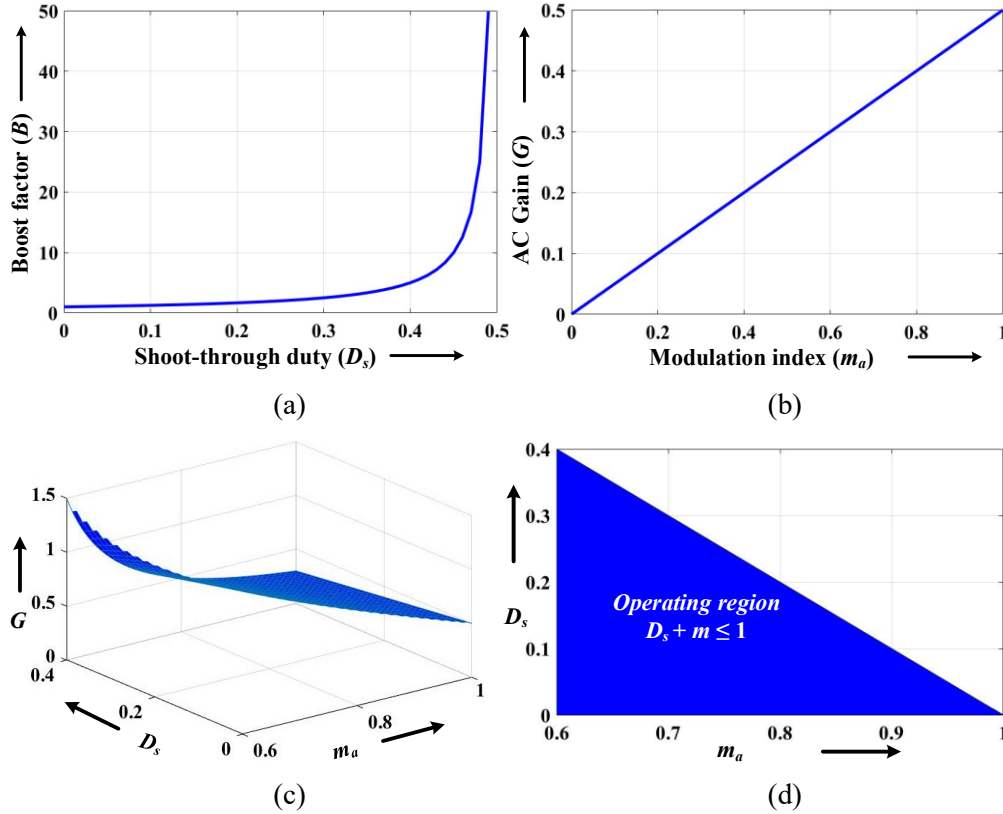 50
40
30
20
10
0
Boost factor (B)
0 0.1 0.2 0.3 0.4 0.5
Shoot-through duty (Ds)
(a)
0.5
0.4
0.3
0.2
0.1
0
AC Gain (G)
0 0.2 0.4 0.6 0.8 1
Modulation index (ma)
(b)
1.5
1
0.5
0
G
0.4
0.2
0
Ds
0.6
0.8
1
ma
(c)
0.4
0.3
0.2
0.1
0
Ds
Operating region
Ds + m ≤ 1
0.6 0.7 0.8 0.9 1
ma
(d)